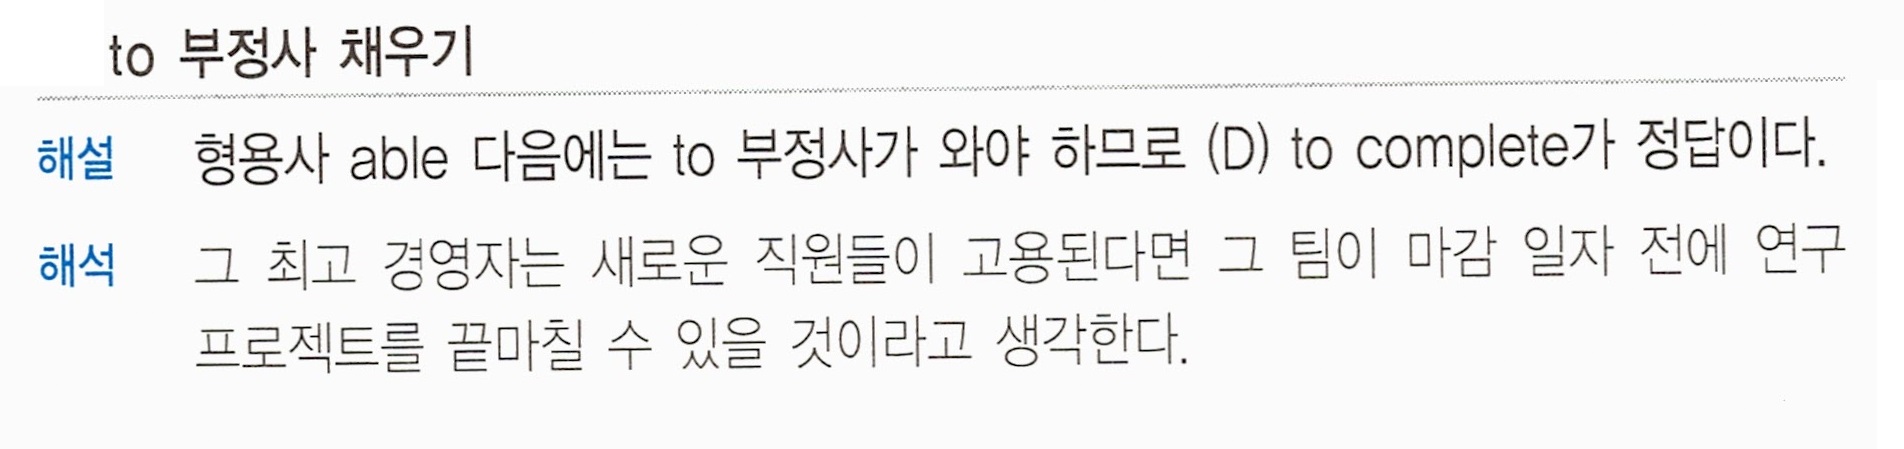 to 부정사 채우기
해설 형용사 able 다음에는 to 부정사가 와야 하므로 (D) to complete가 정답이다.
해석 그 최고 경영자는 새로운 직원들이 고용된다면 그 팀이 마감 일자 전에 연구
프로젝트를 끝마칠 수 있을 것이라고 생각한다.